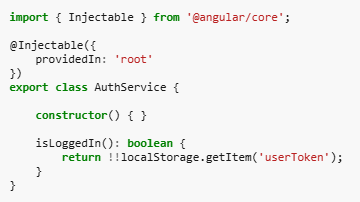 import { Injectable } from '@angular/core';

@Injectable({
    providedIn: 'root'
})
export class AuthService {

    constructor() { }

    isLoggedIn(): boolean {
        return !!localStorage.getItem('userToken');
    }
}